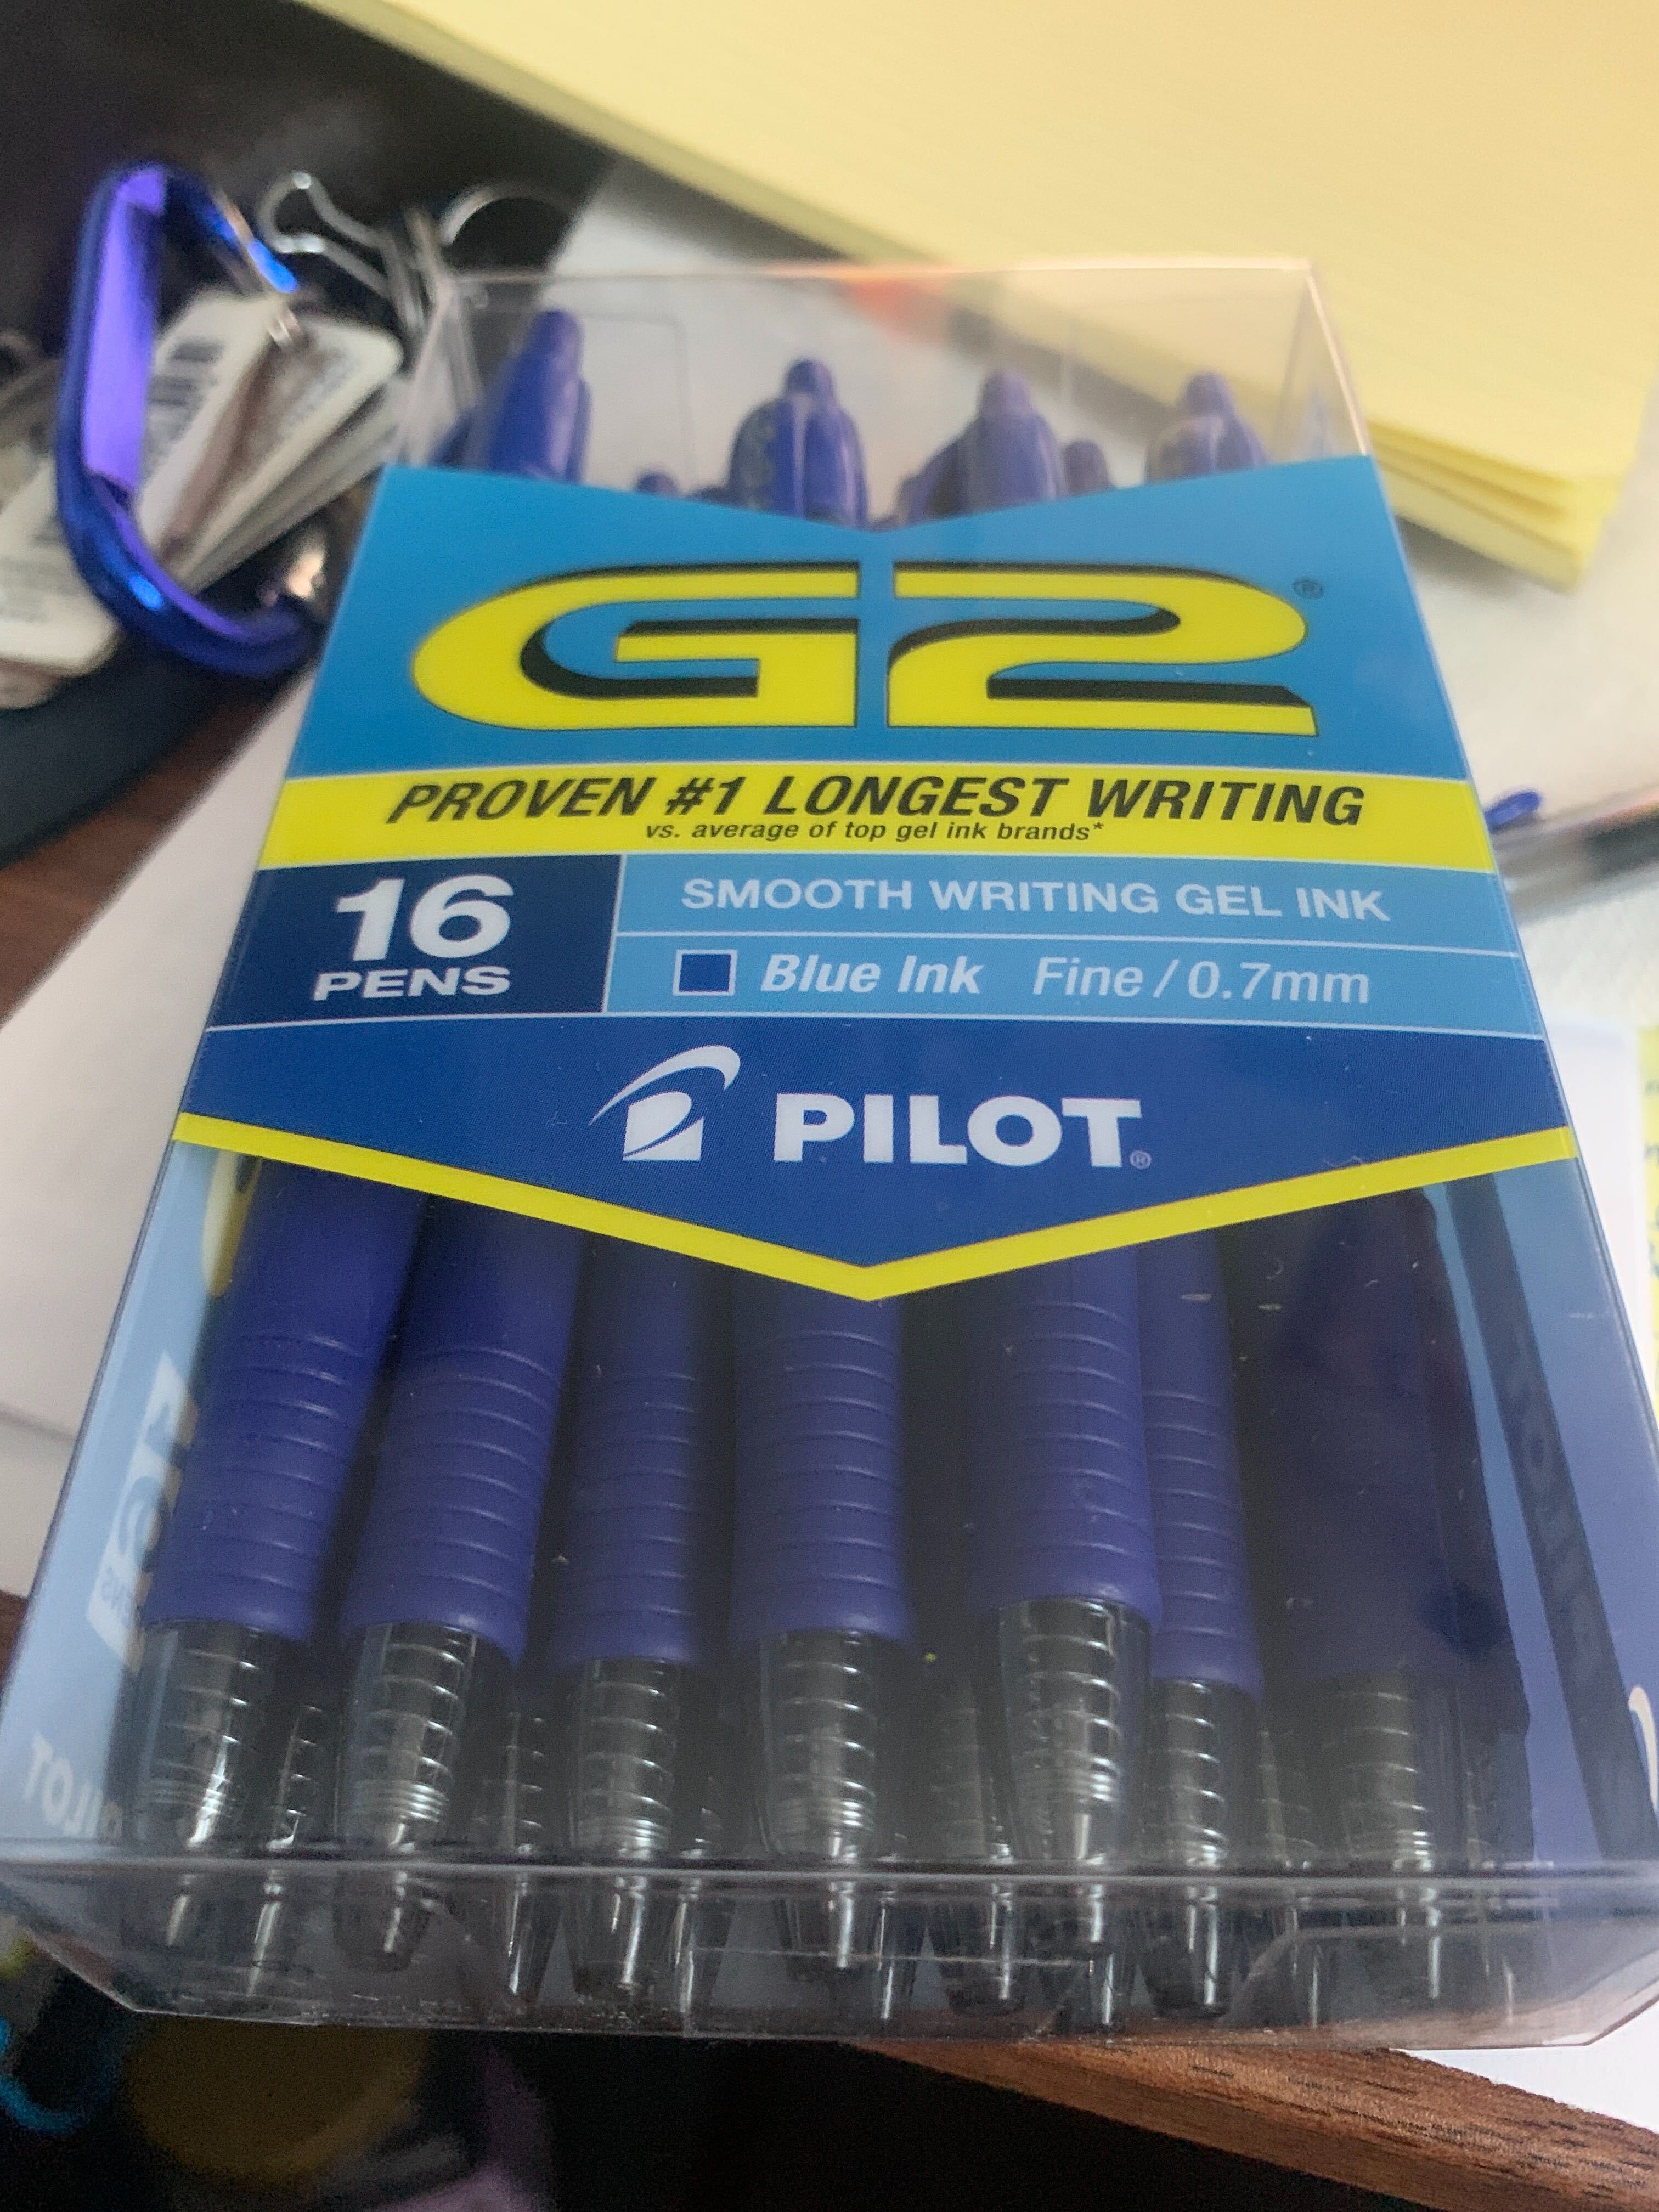 G2®
PROVEN #1 LONGEST WRITING
vs. average of top gel ink brands*
16
PENS
SMOOTH WRITING GEL INK
Blue Ink Fine / 0.7mm
PILOT®
PILOT